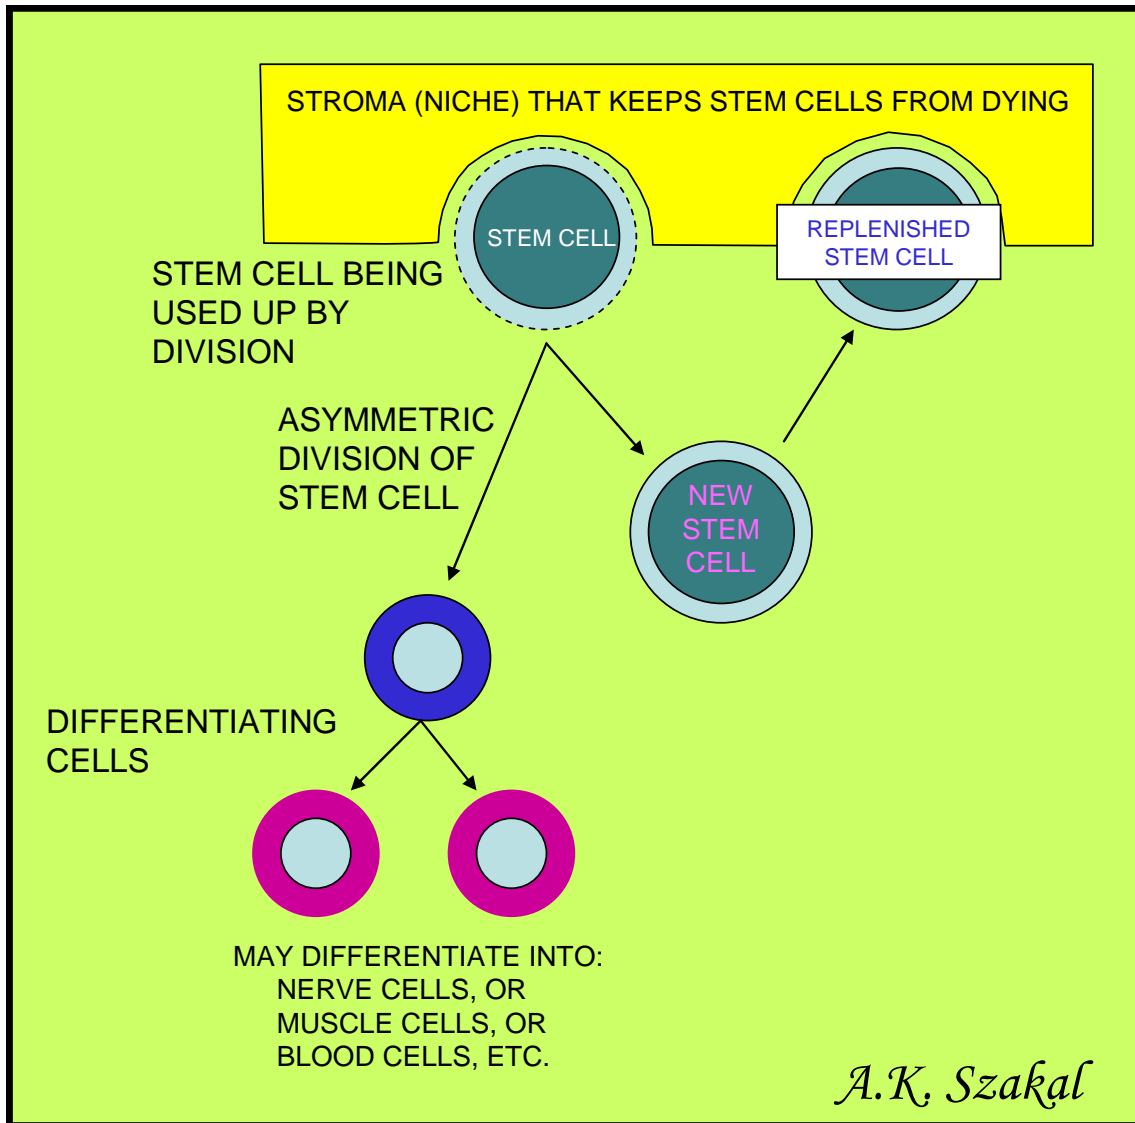 STROMA (NICHE) THAT KEEPS STEM CELLS FROM DYING
STEM CELL
REPLENISHED
STEM CELL
STEM CELL BEING
USED UP BY
DIVISION
ASYMMETRIC
DIVISION OF
STEM CELL
NEW
STEM
CELL
DIFFERENTIATING
CELLS
MAY DIFFERENTIATE INTO:
NERVE CELLS, OR
MUSCLE CELLS, OR
BLOOD CELLS, ETC.
A.K. Szakal